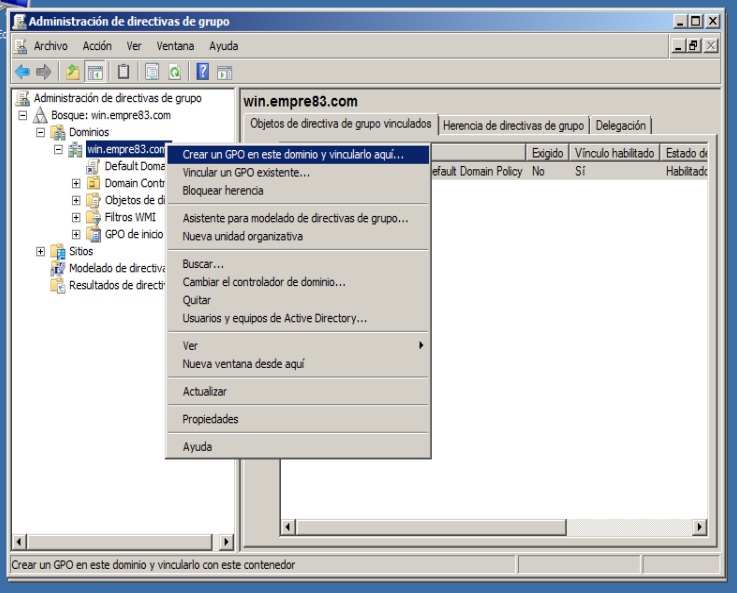 Administración de directivas de grupo
Archivo Acción Ver Ventana Ayuda
Administración de directivas de grupo
Bosque: win.empre83.com
Dominios
win.empre83.com
Default Doma
Domain Contr
Objetos de di
Filtros WMI
GPO de inicio
Sitios
Modelado de directiva
Resultados de directi
win.empre83.com
Objetos de directiva de grupo vinculados Herencia de directivas de grupo Delegación
Exigido Vínculo habilitado Estado de
efault Domain Policy No Sí Habilitado
Crear un GPO en este dominio y vincularlo aquí...
Vincular un GPO existente...
Bloquear herencia
Asistente para modelado de directivas de grupo...
Nueva unidad organizativa
Buscar...
Cambiar el controlador de dominio...
Quitar
Usuarios y equipos de Active Directory...
Ver
Nueva ventana desde aquí
Actualizar
Propiedades
Ayuda
Crear un GPO en este dominio y vincularlo con este contenedor